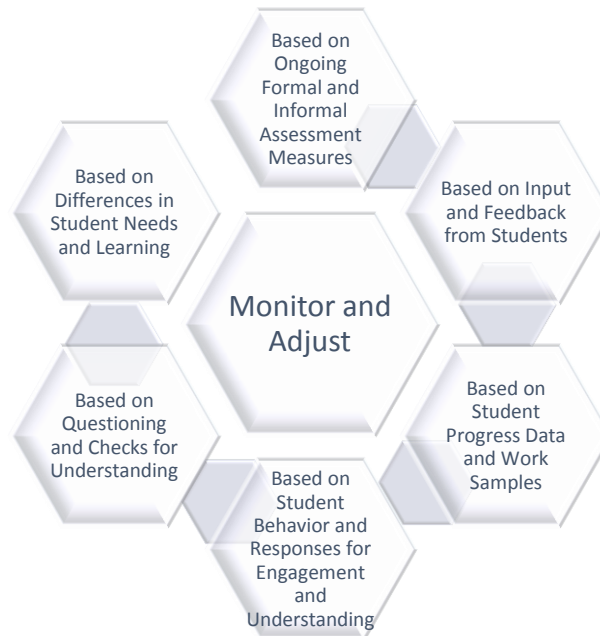 Based on
Ongoing
Formal and
Informal
Assessment
Measures
Based on Input
and Feedback
from Students
Based on
Student
Progress Data
and Work
Samples
Based on
Student
Behavior and
Responses for
Engagement
and
Understanding
Based on
Questioning
and Checks for
Understanding
Based on
Differences in
Student Needs
and Learning
Monitor and
Adjust